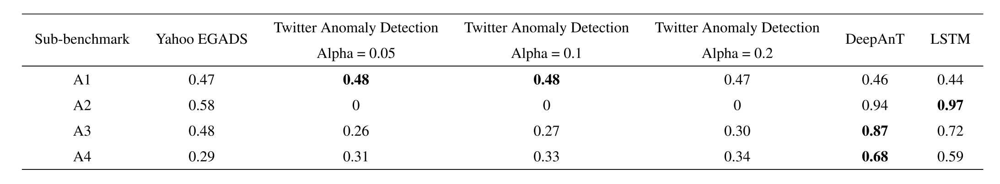 Sub-benchmark Yahoo EGADS Twitter Anomaly Detection Twitter Anomaly Detection Twitter Anomaly Detection DeepAnT LSTM
Alpha = 0.05 Alpha = 0.1 Alpha = 0.2
A1 0.47 0.48 0.48 0.47 0.46 0.44
A2 0.58 0 0 0 0.94 0.97
A3 0.48 0.26 0.27 0.30 0.87 0.72
A4 0.29 0.31 0.33 0.34 0.68 0.59